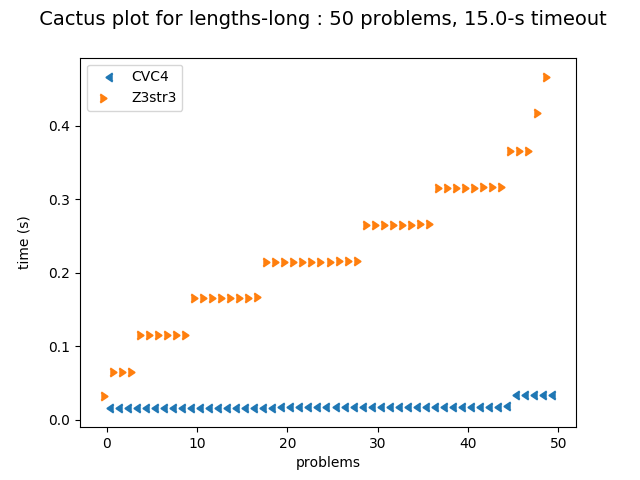 Cactus plot for lengths-long : 50 problems, 15.0-s timeout
CVC4
Z3str3
time (s)
0.4
0.3
0.2
0.1
0.0
0 10 20 30 40 50
problems